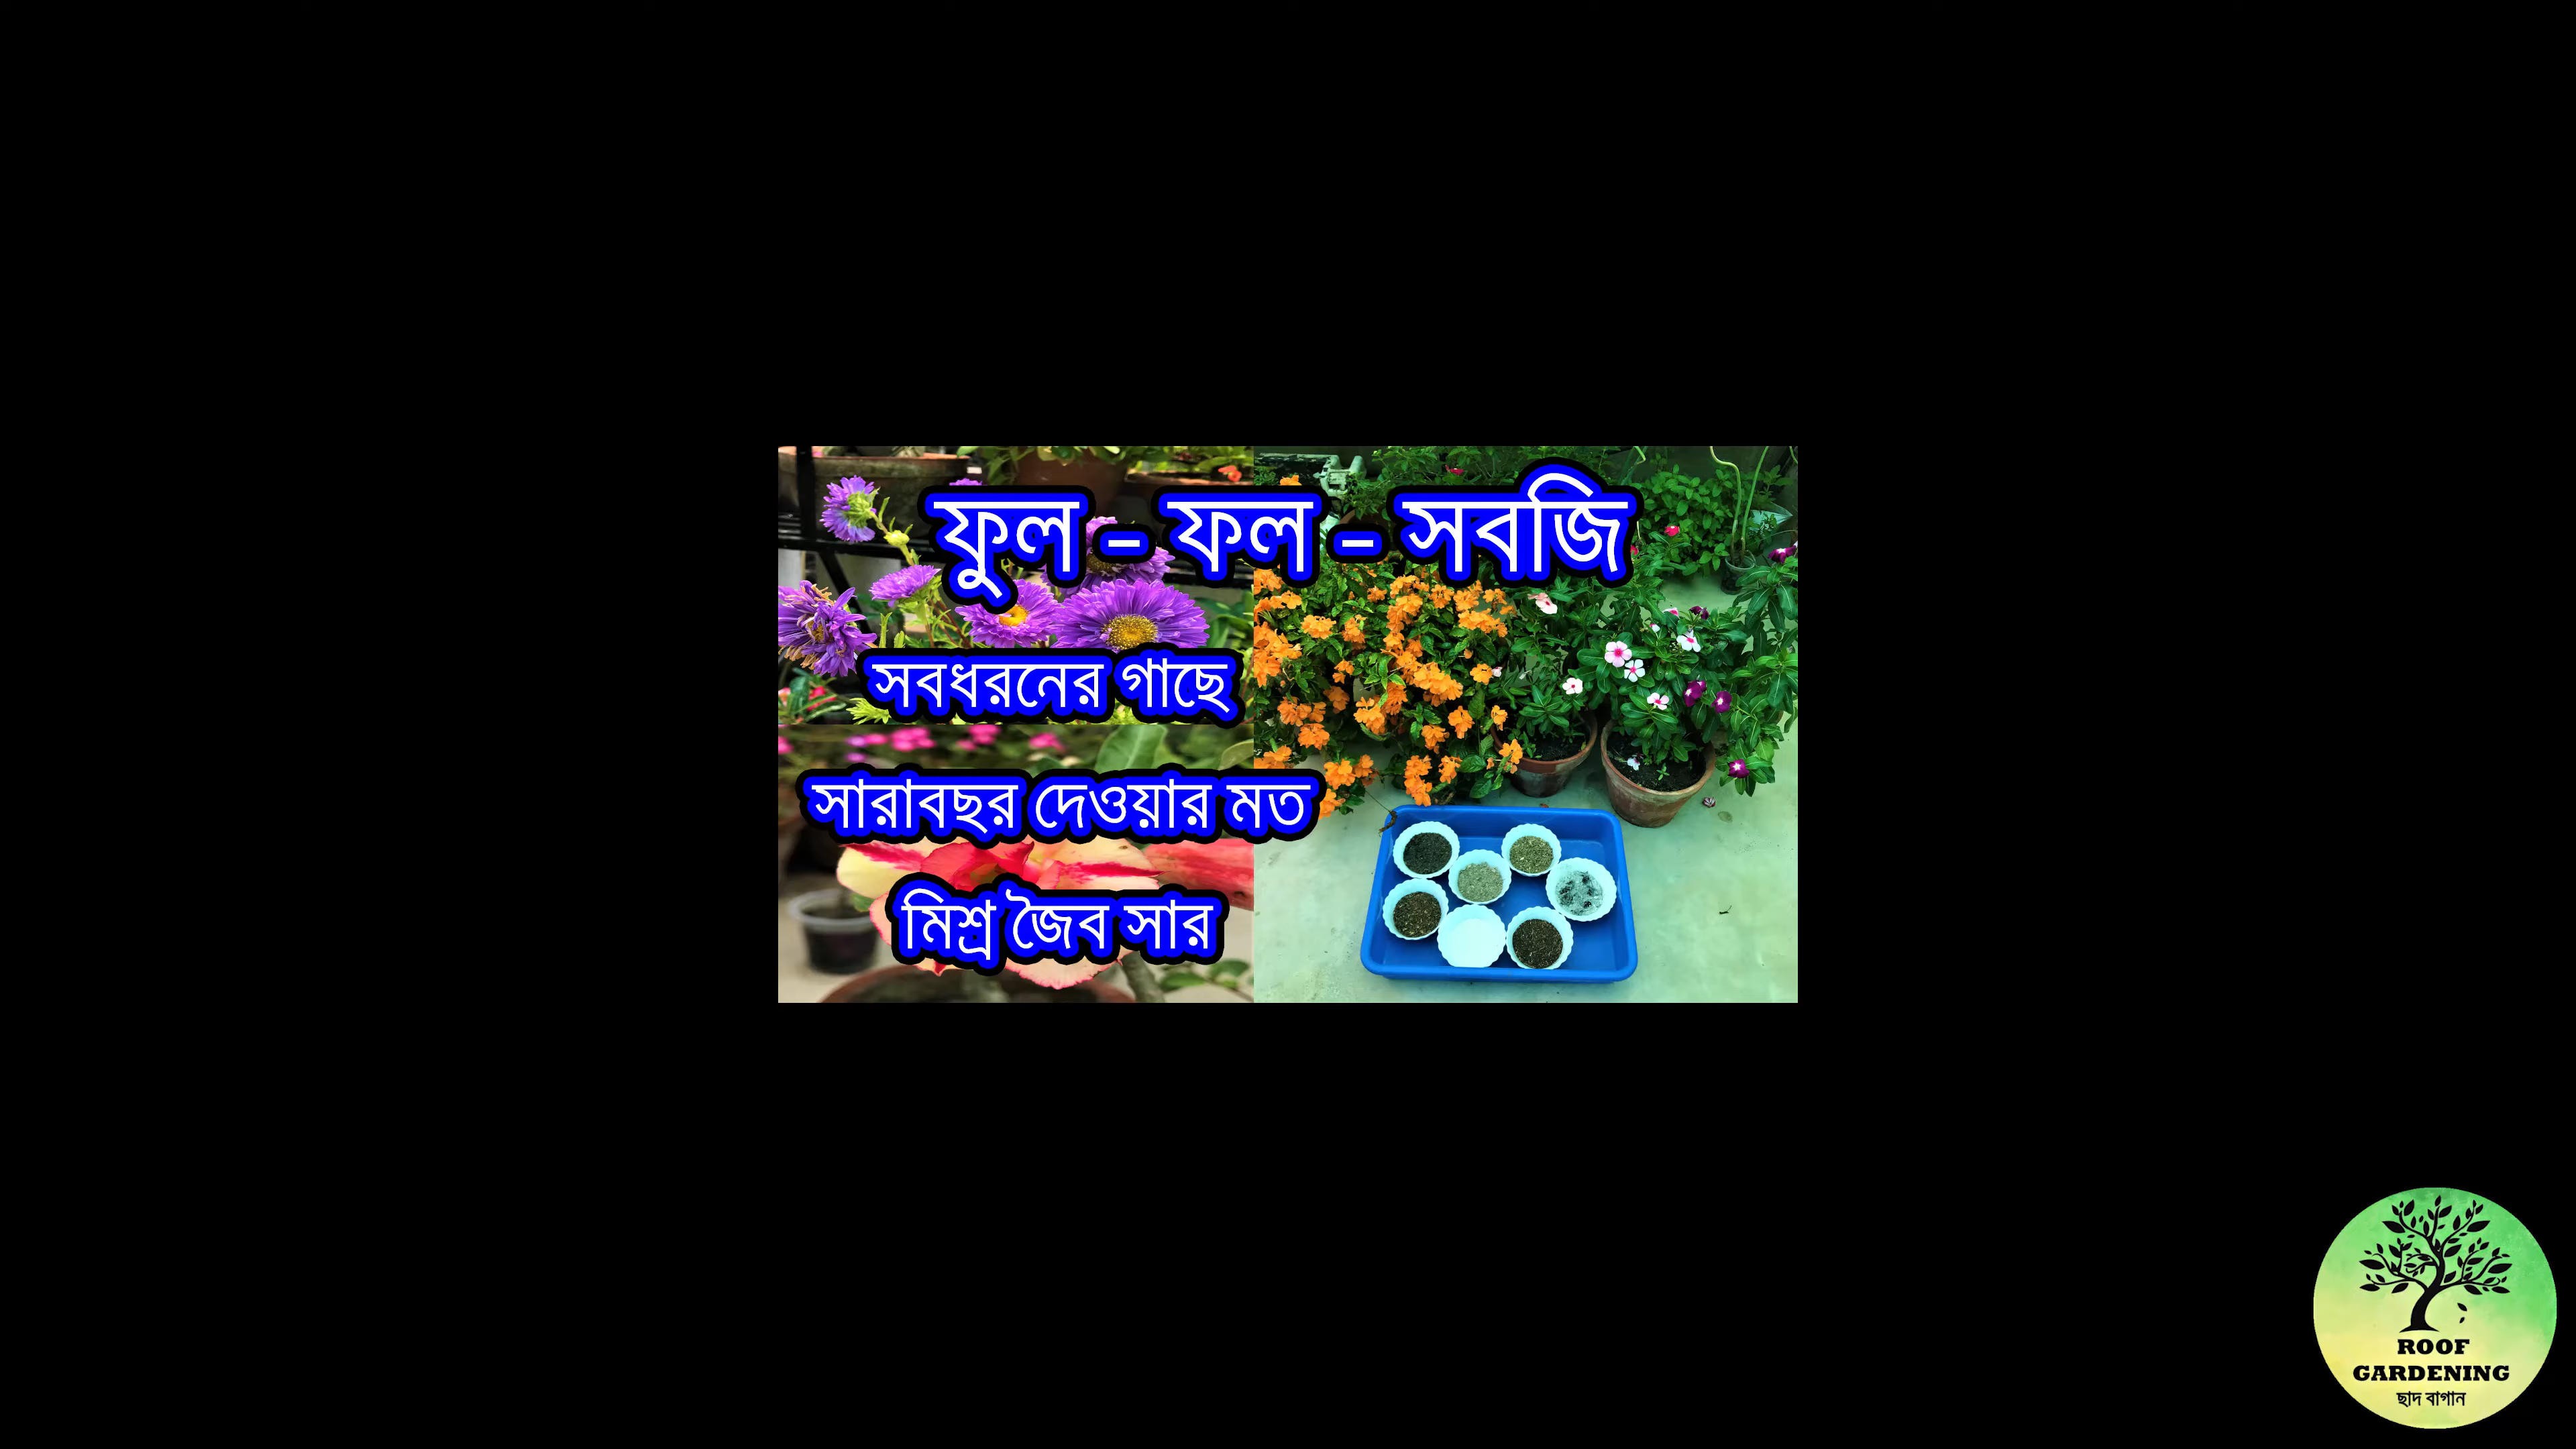 ফুল - ফল - সবজি
সবধরনের গাছে
সারাবছর দেওয়ার মত
মিশ্র জৈব সার
ROOF
GARDENING
ছাদ বাগান